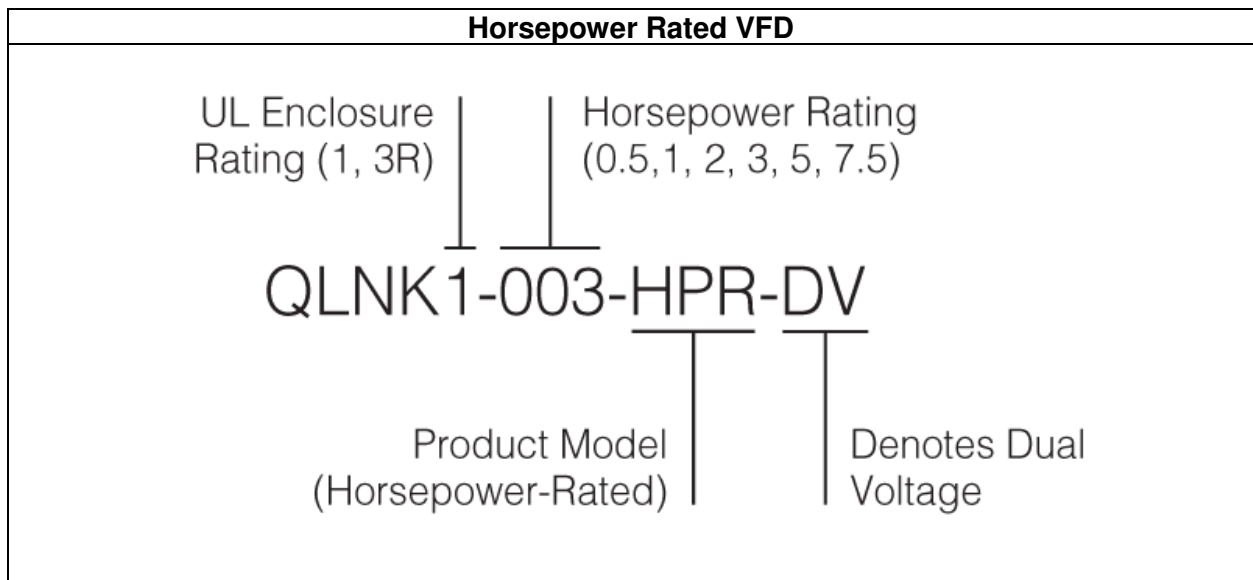 Horsepower Rated VFD
UL Enclosure
Rating (1, 3R)
Horsepower Rating
(0.5,1, 2, 3, 5, 7.5)
QLNK1-003-HPR-DV
Product Model
(Horsepower-Rated)
Denotes Dual
Voltage